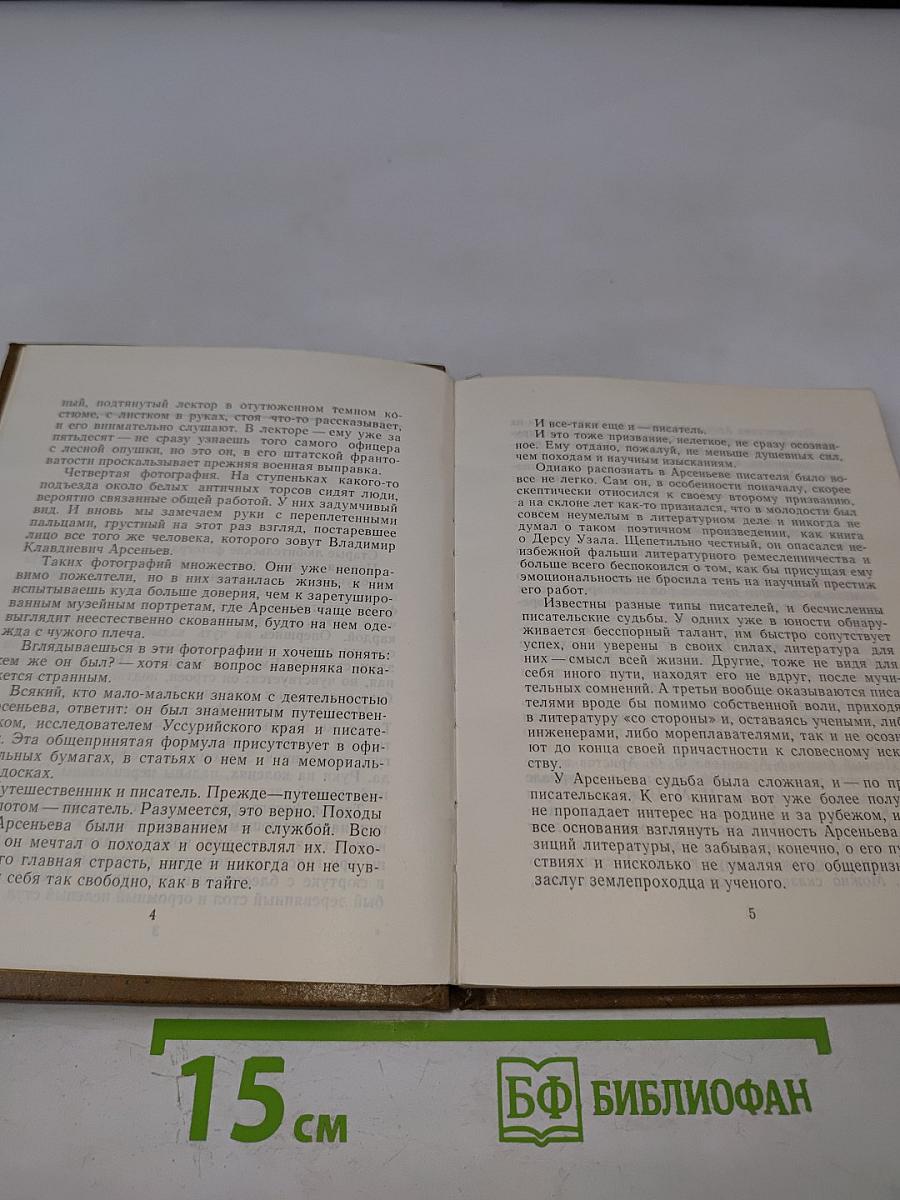 ный, подтянутый лектор в отутюженном темном ко-
стюме, с листком в руках, стоя что-то рассказывает,
и его внимательно слушают. В лекторе — ему уже за
пятьдесят — не сразу узнаешь того самого офицера
с лесной опушки, но это он, в его штатской франто-
ватости проскальзывает прежняя военная выправка.
Четвертая фотография. На ступеньках какого-то
подъезда около белых античных торсов сидят люди,
вероятно связанные общей работой. У них задумчивый
вид. И вновь мы замечаем руки с переплетенными
пальцами, грустный на этот раз взгляд, постаревшее
лицо все того же человека, которого зовут Владимир
Клавдиевич Арсеньев.
Таких фотографий множество. Они уже непопра-
вимо пожелтели, но в них затаилась жизнь, к ним
испытываешь куда больше доверия, чем к заретуширо-
ванным музейным портретам, где Арсеньев чаще всего
выглядит неестественно скованным, будто на нем оде-
жда с чужого плеча.
Вглядываешься в эти фотографии и хочешь понять:
кем же он был? — хотя сам вопрос наверняка пока-
жется странным.
Всякий, кто мало-мальски знаком с деятельностью
рсеньева, ответит: он был знаменитым путешествен-
ком, исследователем Уссурийского края и писате-
. Эта общепринятая формула присутствует в офи-
льных бумагах, в статьях о нем и на мемориаль-
досках.
утешественник и писатель. Прежде — путешествен-
потом — писатель. Разумеется, это верно. Походы
Арсеньева были призванием и службой. Всю
он мечтал о походах и осуществлял их. Похо-
го главная страсть, нигде и никогда он не чув-
себя так свободно, как в тайге.
4
И все-таки еще и — писатель.
И это тоже призвание, нелегкое, не сразу осознан-
ное. Ему отдано, пожалуй, не меньше душевных сил,
чем походам и научным изысканиям.
Однако распознать в Арсеньеве писателя было во-
все не легко. Сам он, в особенности поначалу, скорее
скептически относился к своему второму призванию,
а на склоне лет как-то признался, что в молодости был
совсем неумелым в литературном деле и никогда не
думал о таком поэтичном произведении, как книга
о Дерсу Узала. Щепетильно честный, он опасался не-
избежной фальши литературного ремесленничества и
больше всего беспокоился о том, как бы присущая ему
эмоциональность не бросила тень на научный престиж
его работ.
Известны разные типы писателей, и бесчисленны
писательские судьбы. У одних уже в юности обнару-
живается бесспорный талант, им быстро сопутствует
успех, они уверены в своих силах, литература для
них — смысл всей жизни. Другие, тоже не видя для
себя иного пути, находят его не вдруг, после мучи-
тельных сомнений. А третьи вообще оказываются писа
телями вроде бы помимо собственной воли, приходя
в литературу «со стороны» и, оставаясь учеными, либ
инженерами, либо мореплавателями, так и не осозн
ют до конца своей причастности к словесному иск
ству.
У Арсеньева судьба была сложная, и — по пр
писательская. К его книгам вот уже более полу
не пропадает интерес на родине и за рубежом, и
все основания взглянуть на личность Арсеньева
зиций литературы, не забывая, конечно, о его пу
ствиях и нисколько не умаляя его общепризн
заслуг землепроходца и ученого.
5
15 см
БФ БИБЛИОФАН